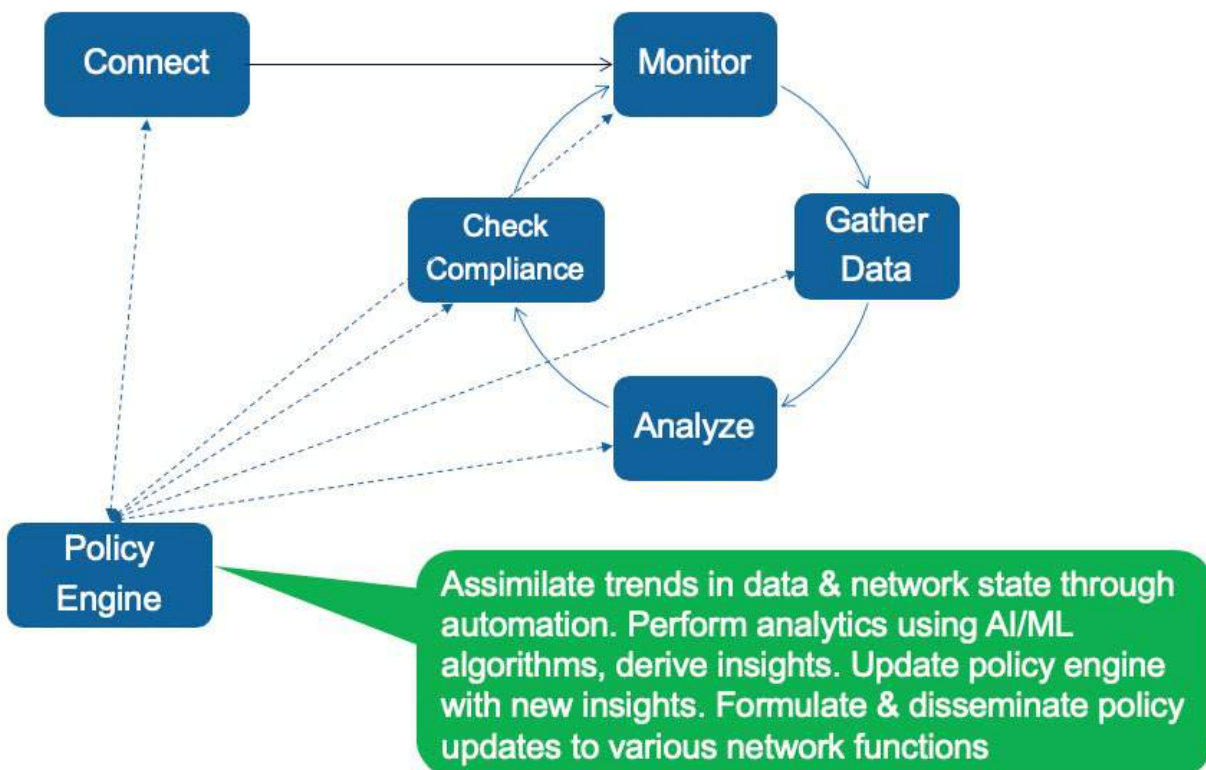 Connect
Monitor
Check
Compliance
Gather
Data
Analyze
Policy
Engine
Assimilate trends in data & network state through
automation. Perform analytics using AI/ML
algorithms, derive insights. Update policy engine
with new insights. Formulate & disseminate policy
updates to various network functions